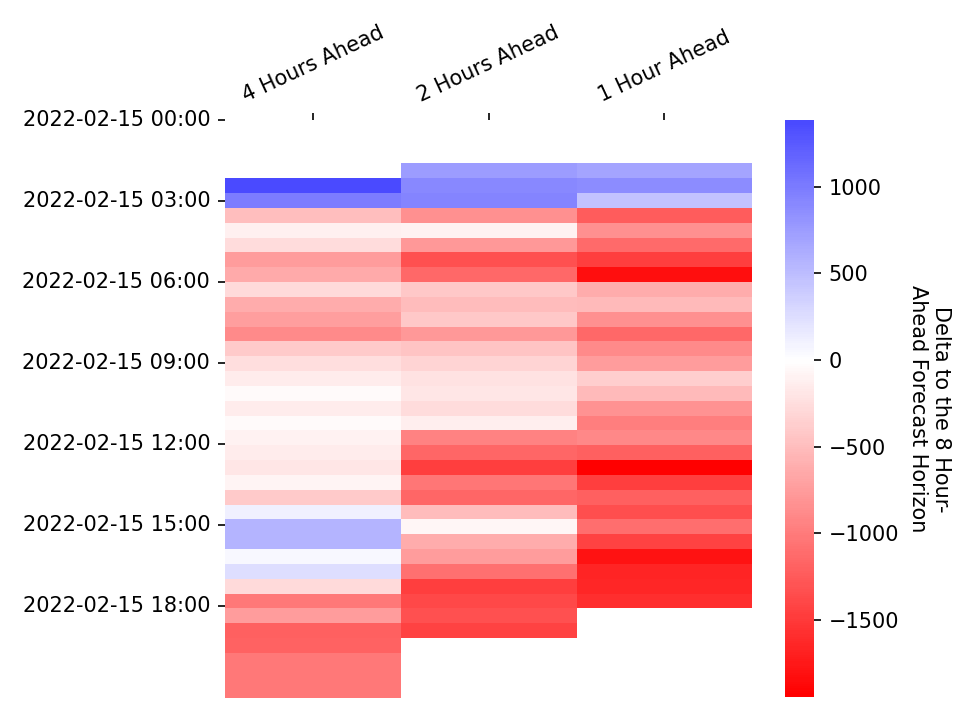 4 Hours Ahead
2 Hours Ahead
1 Hour Ahead
2022-02-15 00:00
2022-02-15 03:00
2022-02-15 06:00
2022-02-15 09:00
2022-02-15 12:00
2022-02-15 15:00
2022-02-15 18:00
1000
500
0
−500
−1000
−1500
Delta to the 8 Hour-
Ahead Forecast Horizon